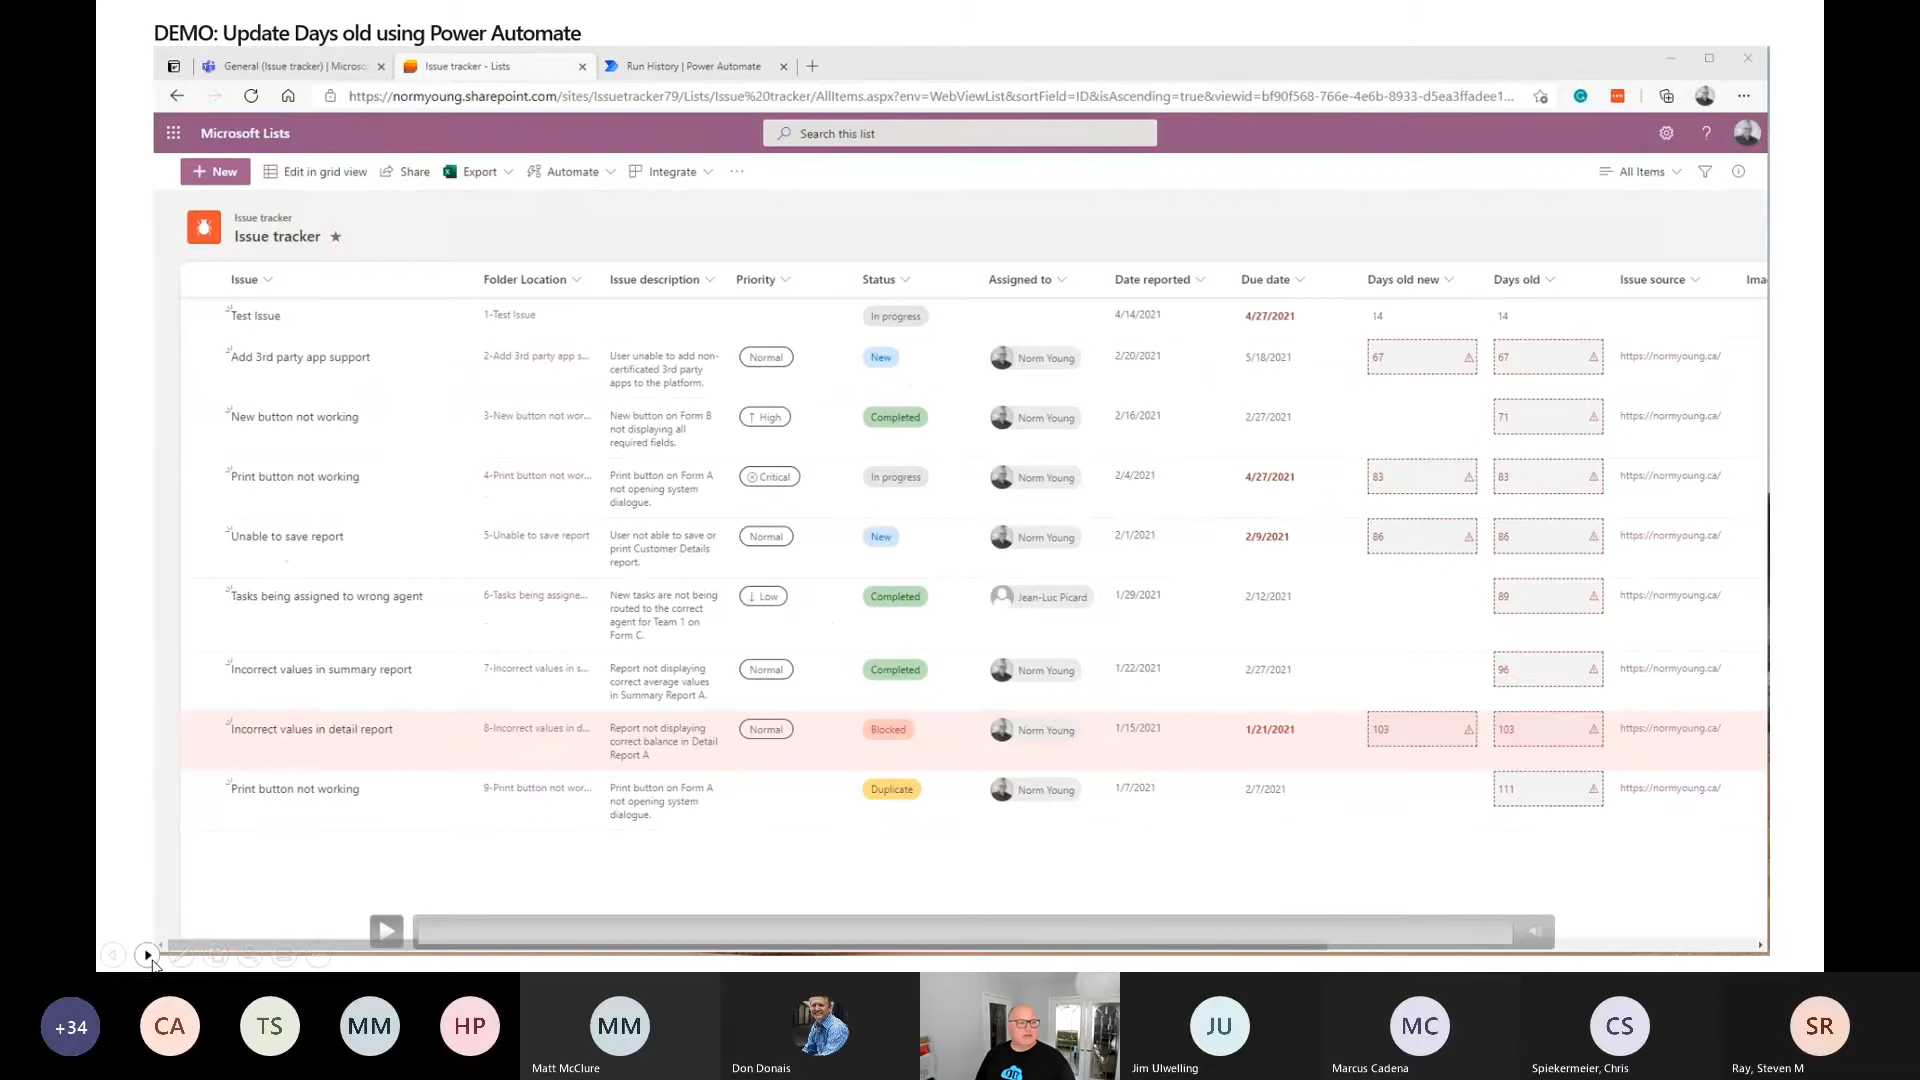 DEMO: Update Days old using Power Automate
General (Issue tracker) | Microso
Issue tracker - Lists
Run History | Power Automate
https://normyoung.sharepoint.com/sites/Issuetracker79/Lists/Issue%20tracker/AllItems.aspx?env=WebViewList&sortField=ID&isAscending=true&viewid=bf90f568-766e-4e6b-8933-d5ea3ffadee1...
Microsoft Lists
Search this list
New Edit in grid view Share Export Automate Integrate ... All Items
Issue tracker
Issue tracker
Issue Folder Location Issue description Priority Status Assigned to Date reported Due date Days old new Days old Issue source Ima
Test Issue 1-Test Issue In progress 4/14/2021 4/27/2021 14 14
Add 3rd party app support 2-Add 3rd party app s... User unable to add non- Normal New Norm Young 2/20/2021 5/18/2021 67 67 https://normyoung.ca/
certificated 3rd party
apps to the platform.
New button not working 3-New button not wor... New button on Form B High Completed Norm Young 2/16/2021 2/27/2021 71 https://normyoung.ca/
not displaying all
required fields.
Print button not working 4-Print button not wor... Print button on Form A Critical In progress Norm Young 2/4/2021 4/27/2021 83 83 https://normyoung.ca/
not opening system
dialogue.
Unable to save report 5-Unable to save report User not able to save or Normal New Norm Young 2/1/2021 2/9/2021 86 86 https://normyoung.ca/
print Customer Details
report.
Tasks being assigned to wrong agent 6-Tasks being assigne... New tasks are not being Low Completed Jean-Luc Picard 1/29/2021 2/12/2021 89 https://normyoung.ca/
routed to the correct
agent for Team 1 on
Form C.
Incorrect values in summary report 7-Incorrect values in s... Report not displaying Normal Completed Norm Young 1/22/2021 2/27/2021 96 https://normyoung.ca/
correct average values
in Summary Report A.
Incorrect values in detail report 8-Incorrect values in d... Report not displaying Normal Blocked Norm Young 1/15/2021 1/21/2021 103 103 https://normyoung.ca/
correct balance in Detail
Report A
Print button not working 9-Print button not wor... Print button on Form A Duplicate Norm Young 1/7/2021 2/7/2021 111 https://normyoung.ca/
not opening system
dialogue.
+34 CA TS MM HP MM JU MC CS SR
Matt McClure Don Donais Jim Ulwelling Marcus Cadena Spiekermeier, Chris Ray, Steven M